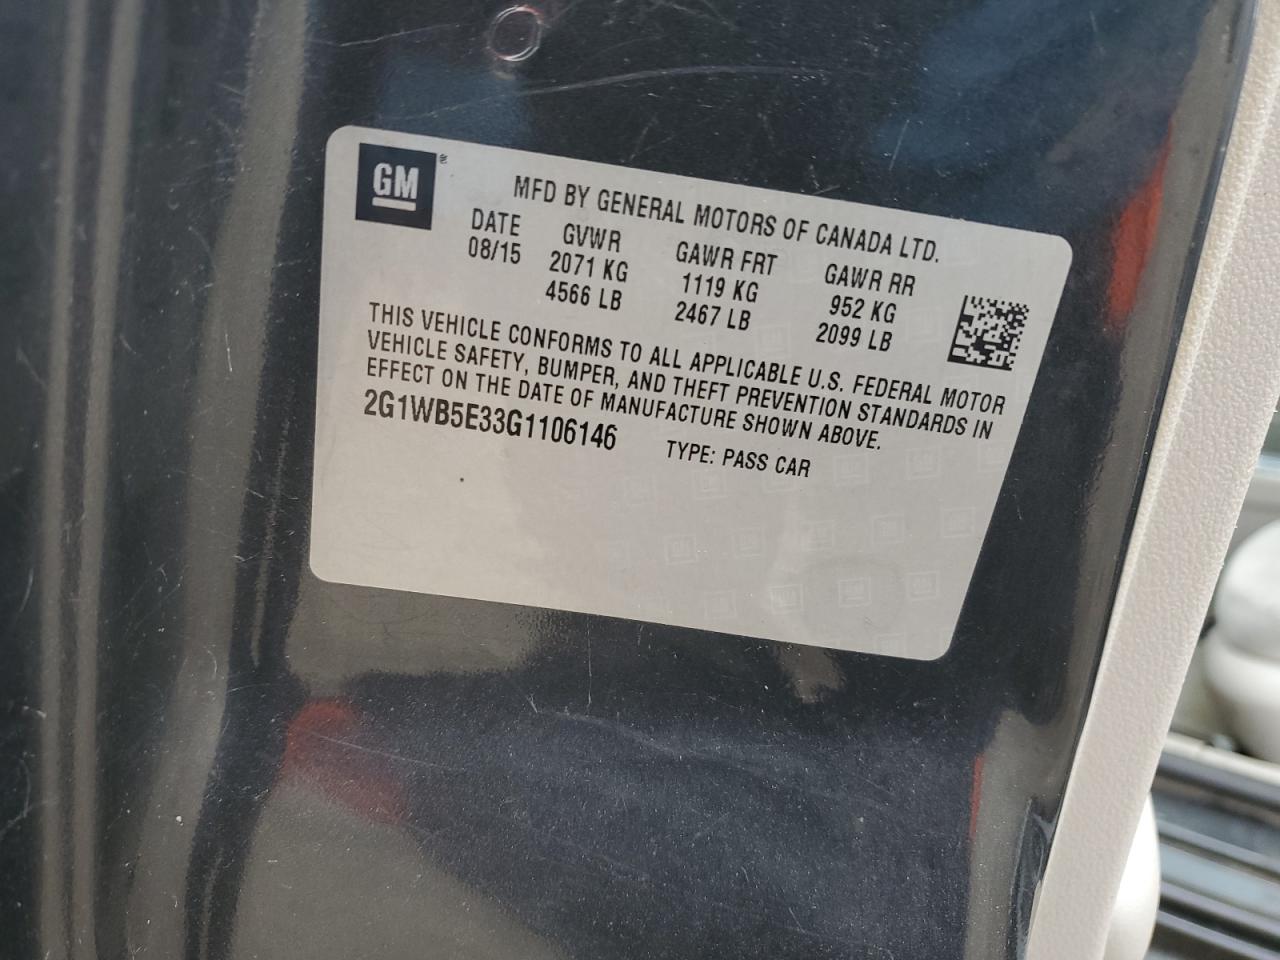 GM®
MFD BY GENERAL MOTORS OF CANADA LTD.
DATE GVWR GAWR FRT GAWR RR
08/15 2071 KG 1119 KG 952 KG
4566 LB 2467 LB 2099 LB
THIS VEHICLE CONFORMS TO ALL APPLICABLE U.S. FEDERAL MOTOR
VEHICLE SAFETY, BUMPER, AND THEFT PREVENTION STANDARDS IN
EFFECT ON THE DATE OF MANUFACTURE SHOWN ABOVE.
2G1WB5E33G1106146 TYPE: PASS CAR